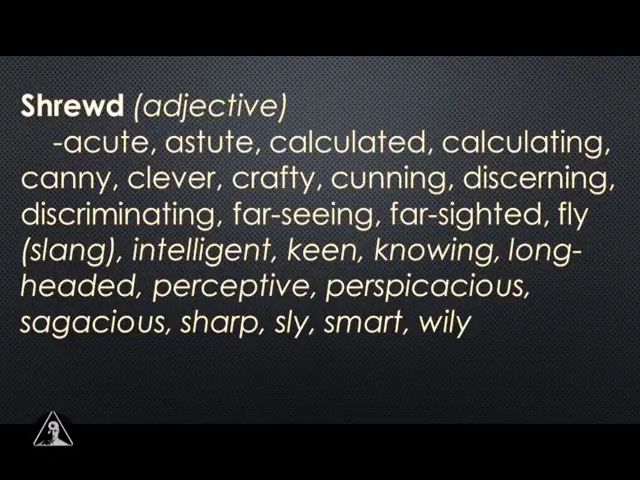 Shrewd (adjective)
-acute, astute, calculated, calculating,
canny, clever, crafty, cunning, discerning,
discriminating, far-seeing, far-sighted, fly
(slang), intelligent, keen, knowing, long-
headed, perceptive, perspicacious,
sagacious, sharp, sly, smart, wily